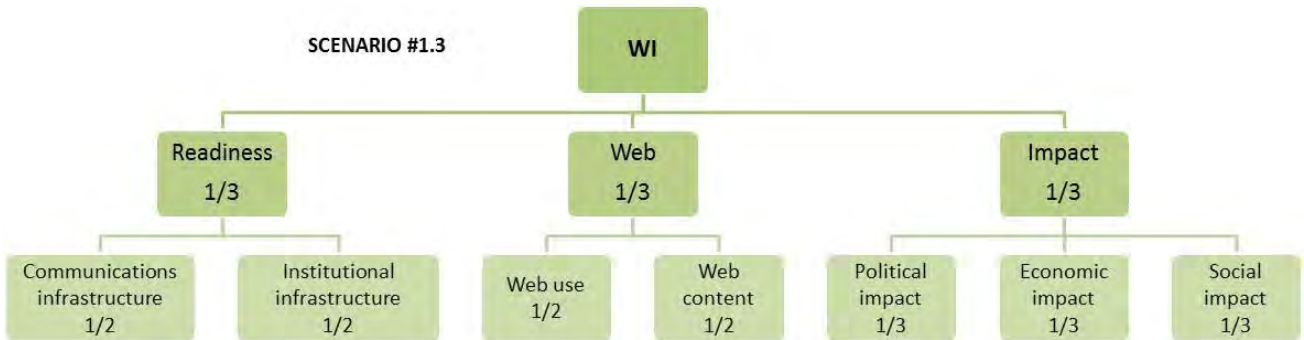 SCENARIO #1.3
WI
Readiness
1/3
Web
1/3
Impact
1/3
Communications
infrastructure
1/2
Institutional
infrastructure
1/2
Web use
1/2
Web
content
1/2
Political
impact
1/3
Economic
impact
1/3
Social
impact
1/3